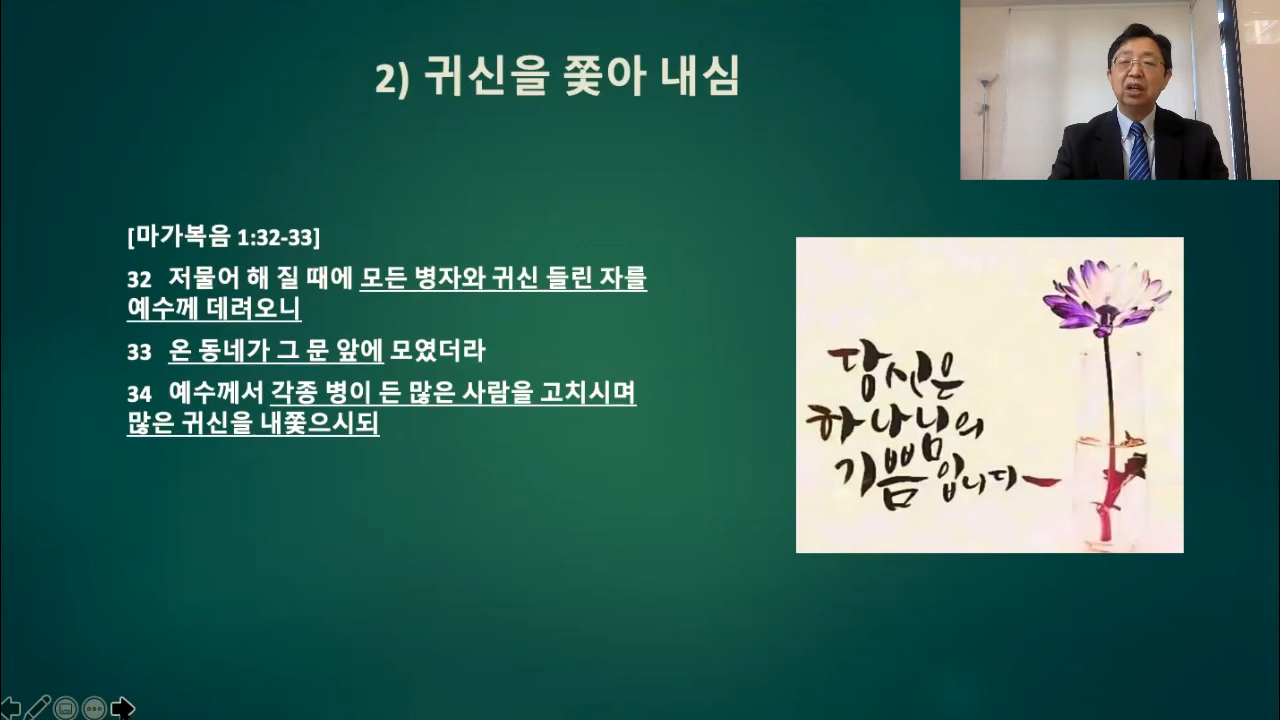 2) 귀신을 쫓아 내심
[마가복음 1:32-33]
32 저물어 해 질 때에 모든 병자와 귀신 들린 자를
예수께 데려오니
33 온 동네가 그 문 앞에 모였더라
34 예수께서 각종 병이 든 많은 사람을 고치시며
많은 귀신을 내쫓으시되
당신은
하나님의
기쁨입니다